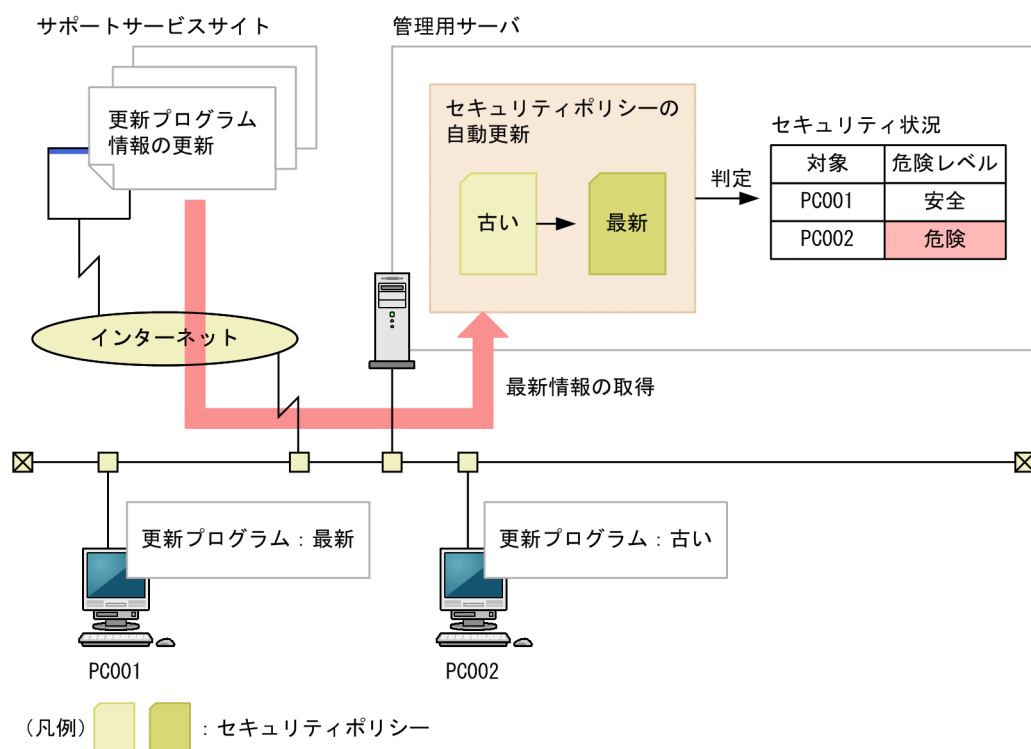 サポートサービスサイト
管理用サーバ
更新プログラム
情報の更新
セキュリティポリシーの
自動更新
古い
最新
判定
セキュリティ状況
対象 危険レベル
PC001 安全
PC002 危険
インターネット
最新情報の取得
更新プログラム：最新
更新プログラム：古い
PC001
PC002
（凡例） ：セキュリティポリシー